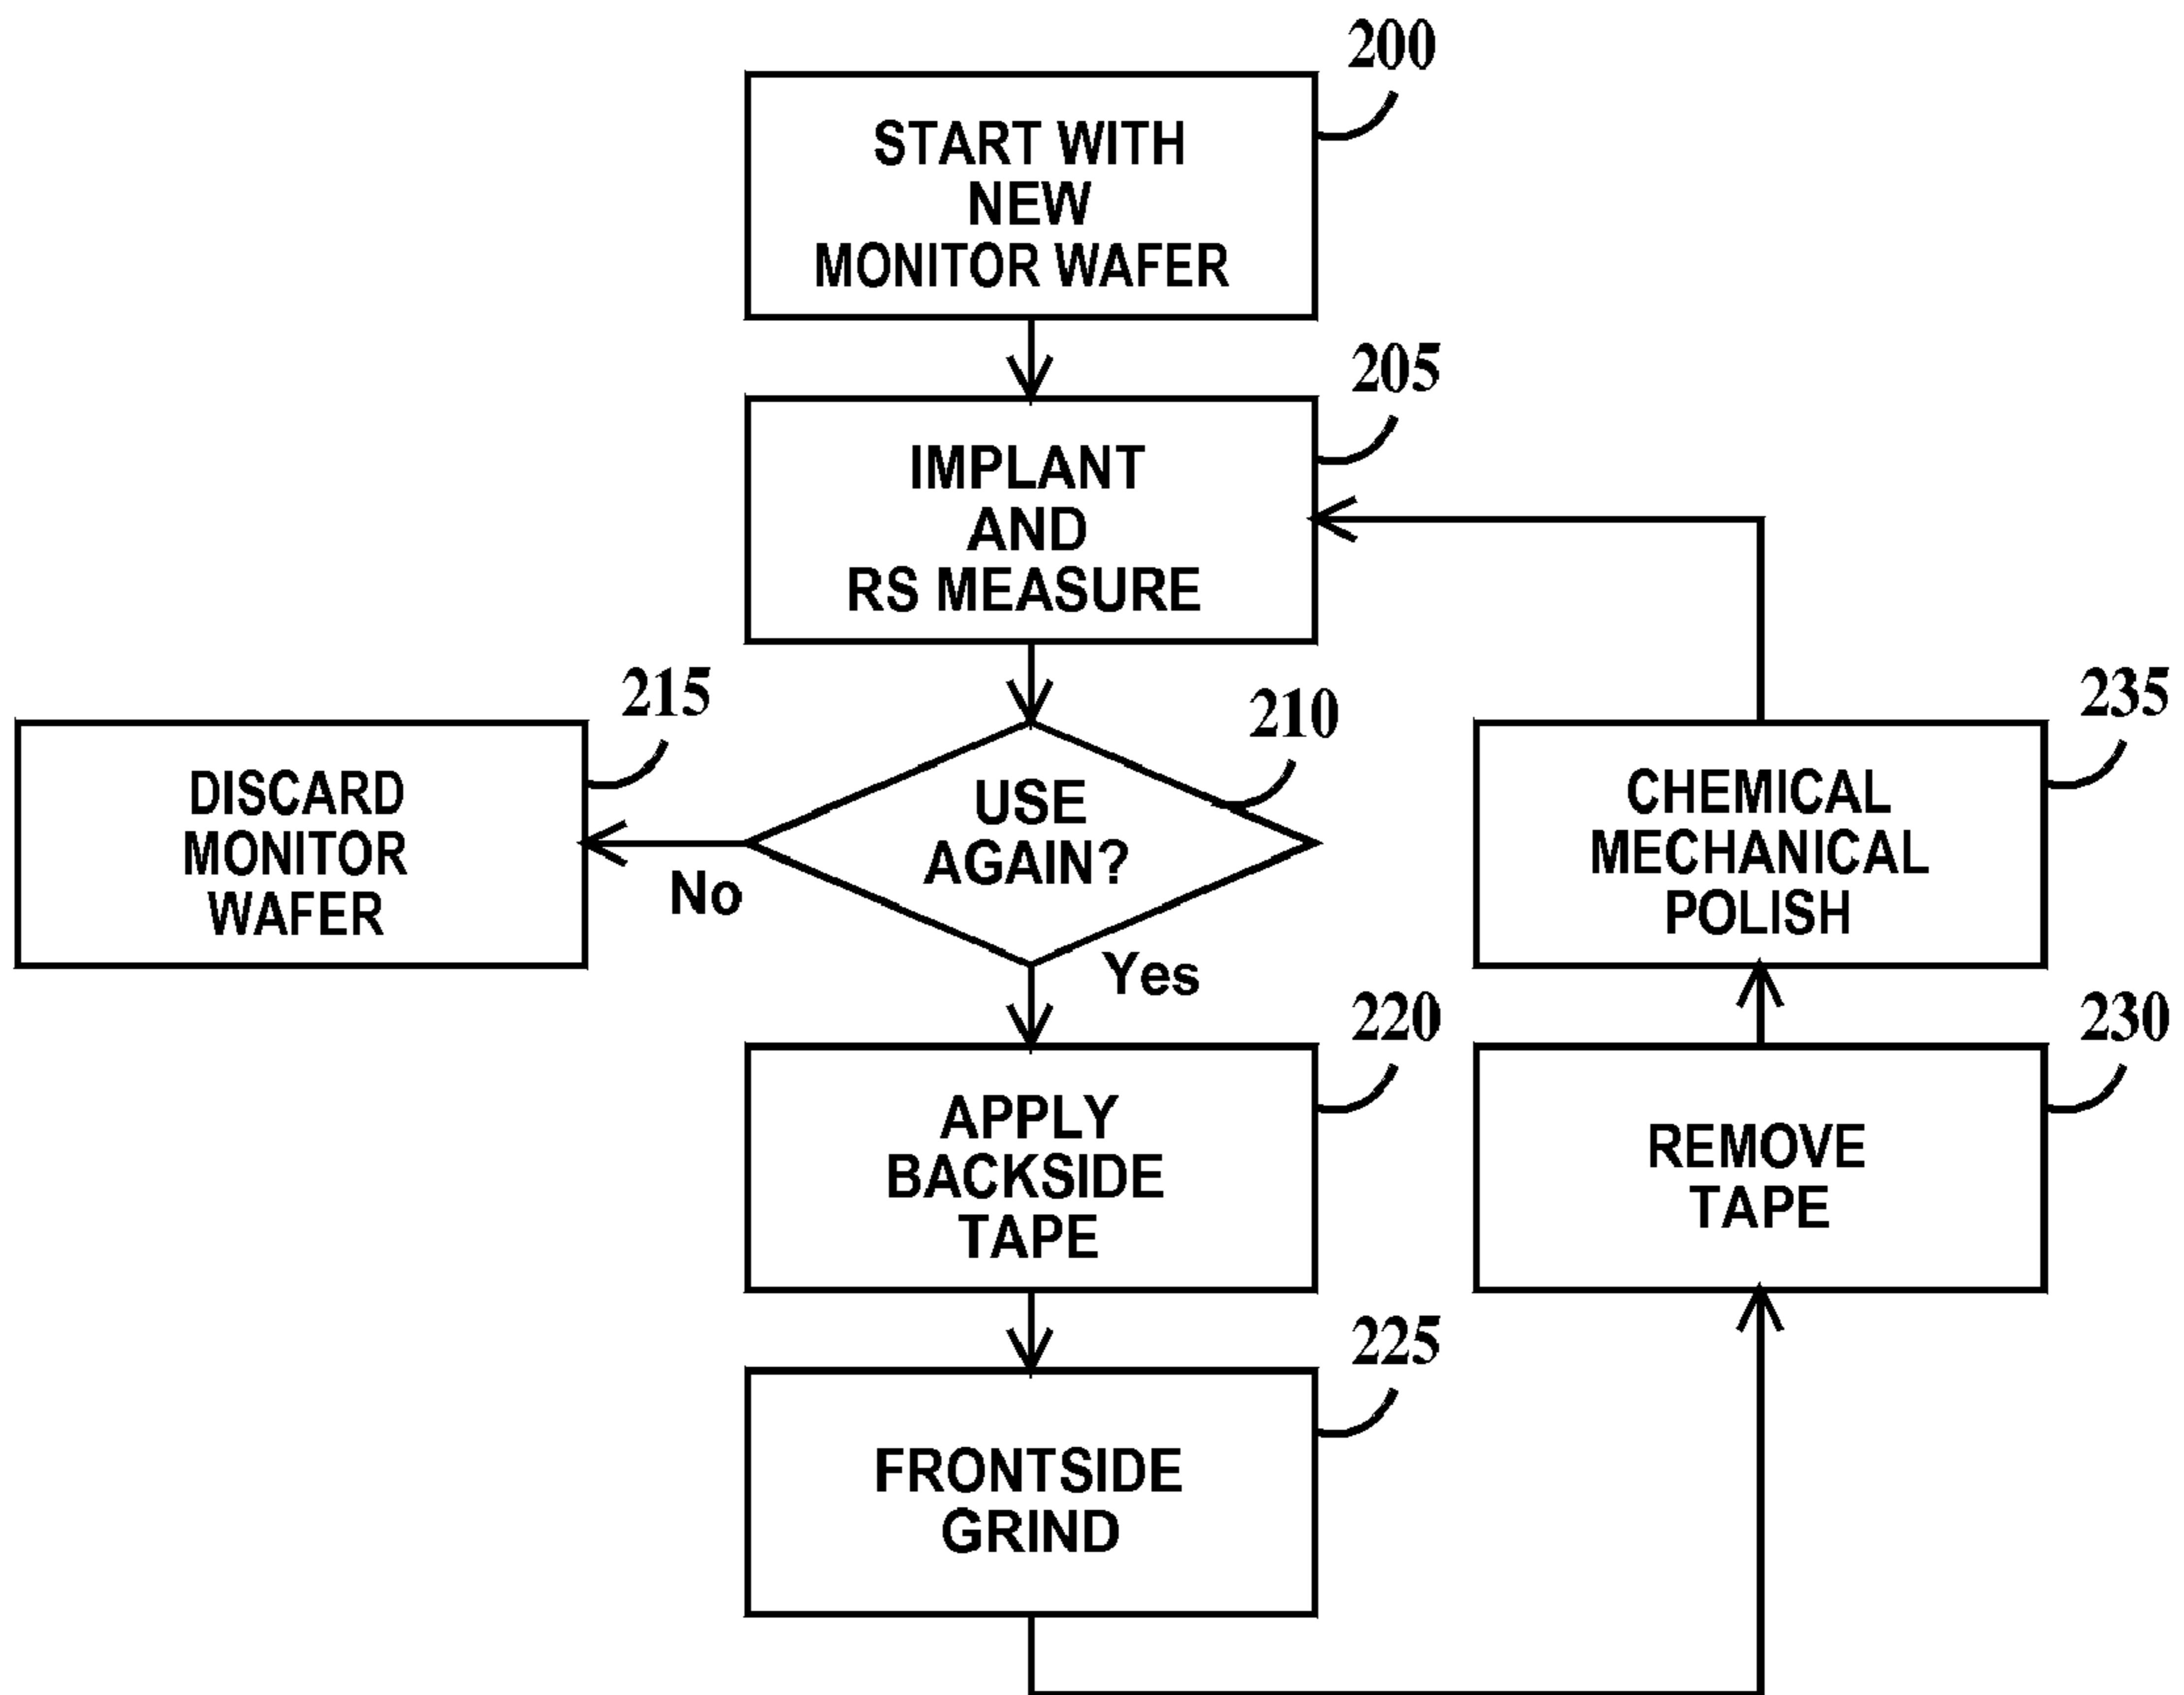 200
START WITH
NEW
MONITOR WAFER
205
IMPLANT
AND
RS MEASURE
210
USE
AGAIN?
No
Yes
215
DISCARD
MONITOR
WAFER
220
APPLY
BACKSIDE
TAPE
225
FRONTSIDE
GRIND
230
REMOVE
TAPE
235
CHEMICAL
MECHANICAL
POLISH